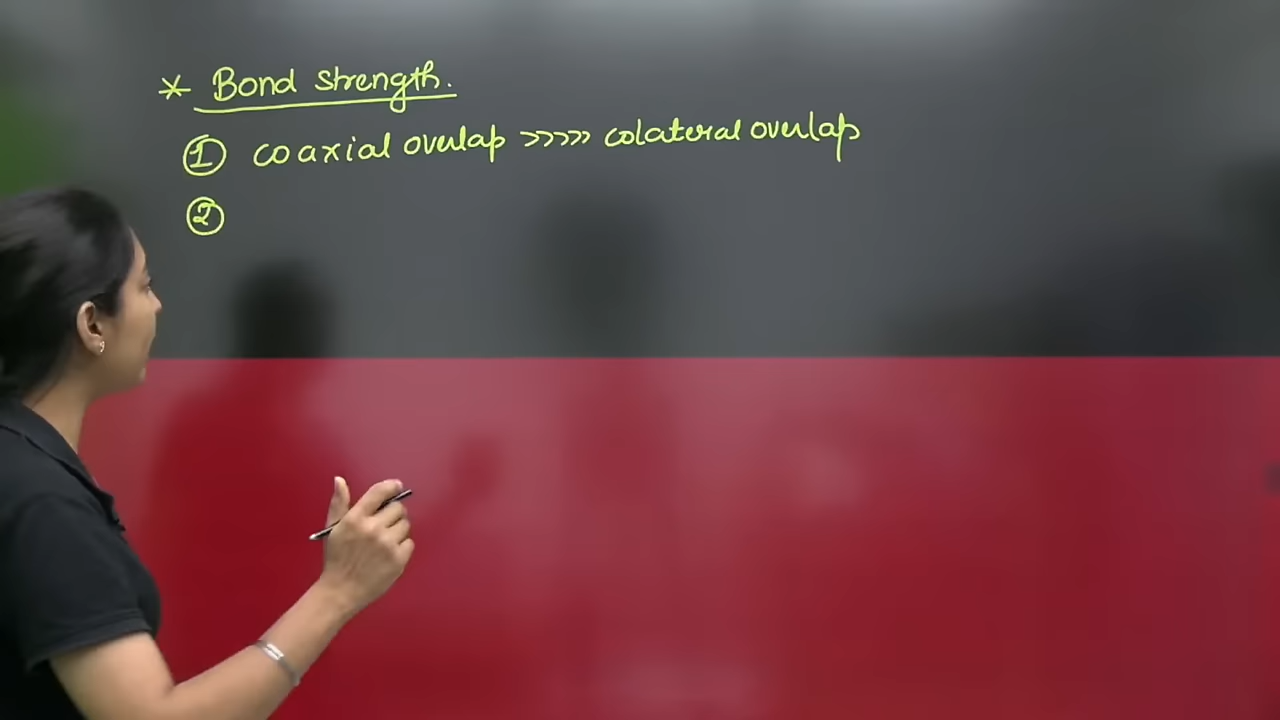 * Bond strength.
① coaxial overlap >>>>> colateral overlap
②